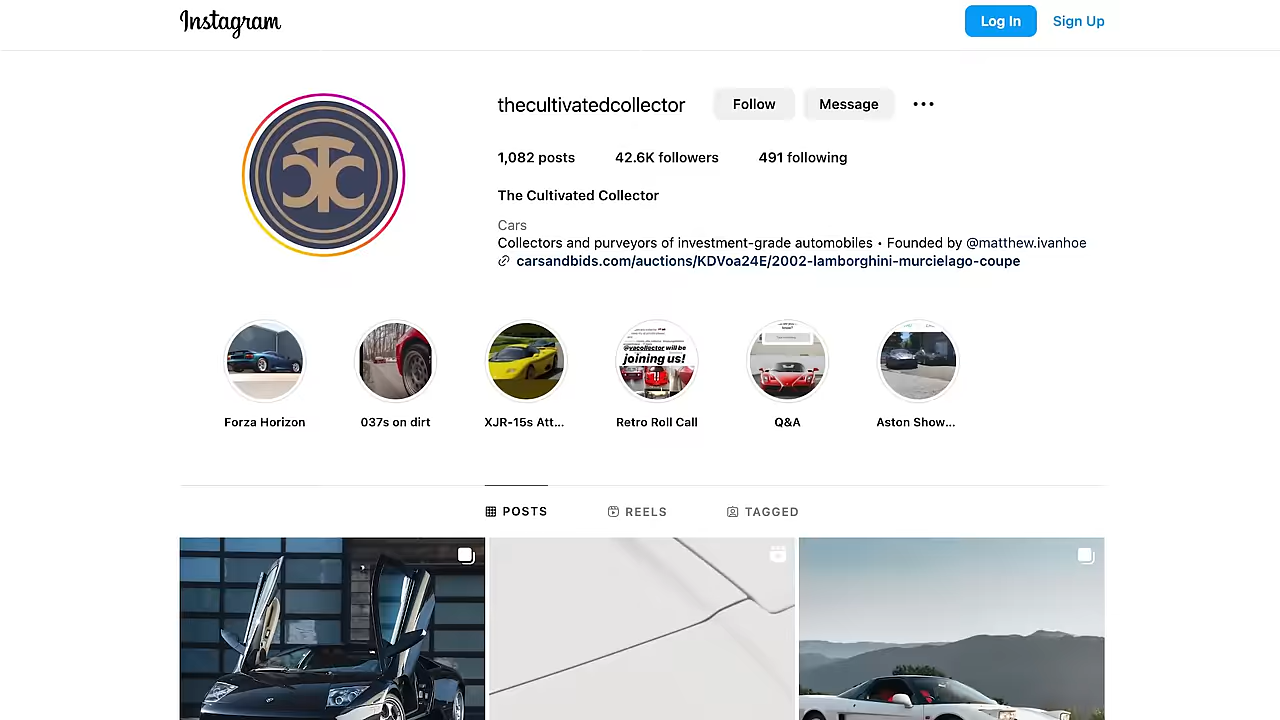 Instagram
Log In
Sign Up
thecultivatedcollector
Follow
Message
1,082 posts
42.6K followers
491 following
The Cultivated Collector
Cars
Collectors and purveyors of investment-grade automobiles • Founded by @matthew.ivanhoe
carsandbids.com/auctions/KDVoa24E/2002-lamborghini-murcielago-coupe
@vacollector will be
joining us!
Forza Horizon
037s on dirt
XJR-15s Att...
Retro Roll Call
Q&A
Aston Show...
POSTS
REELS
TAGGED